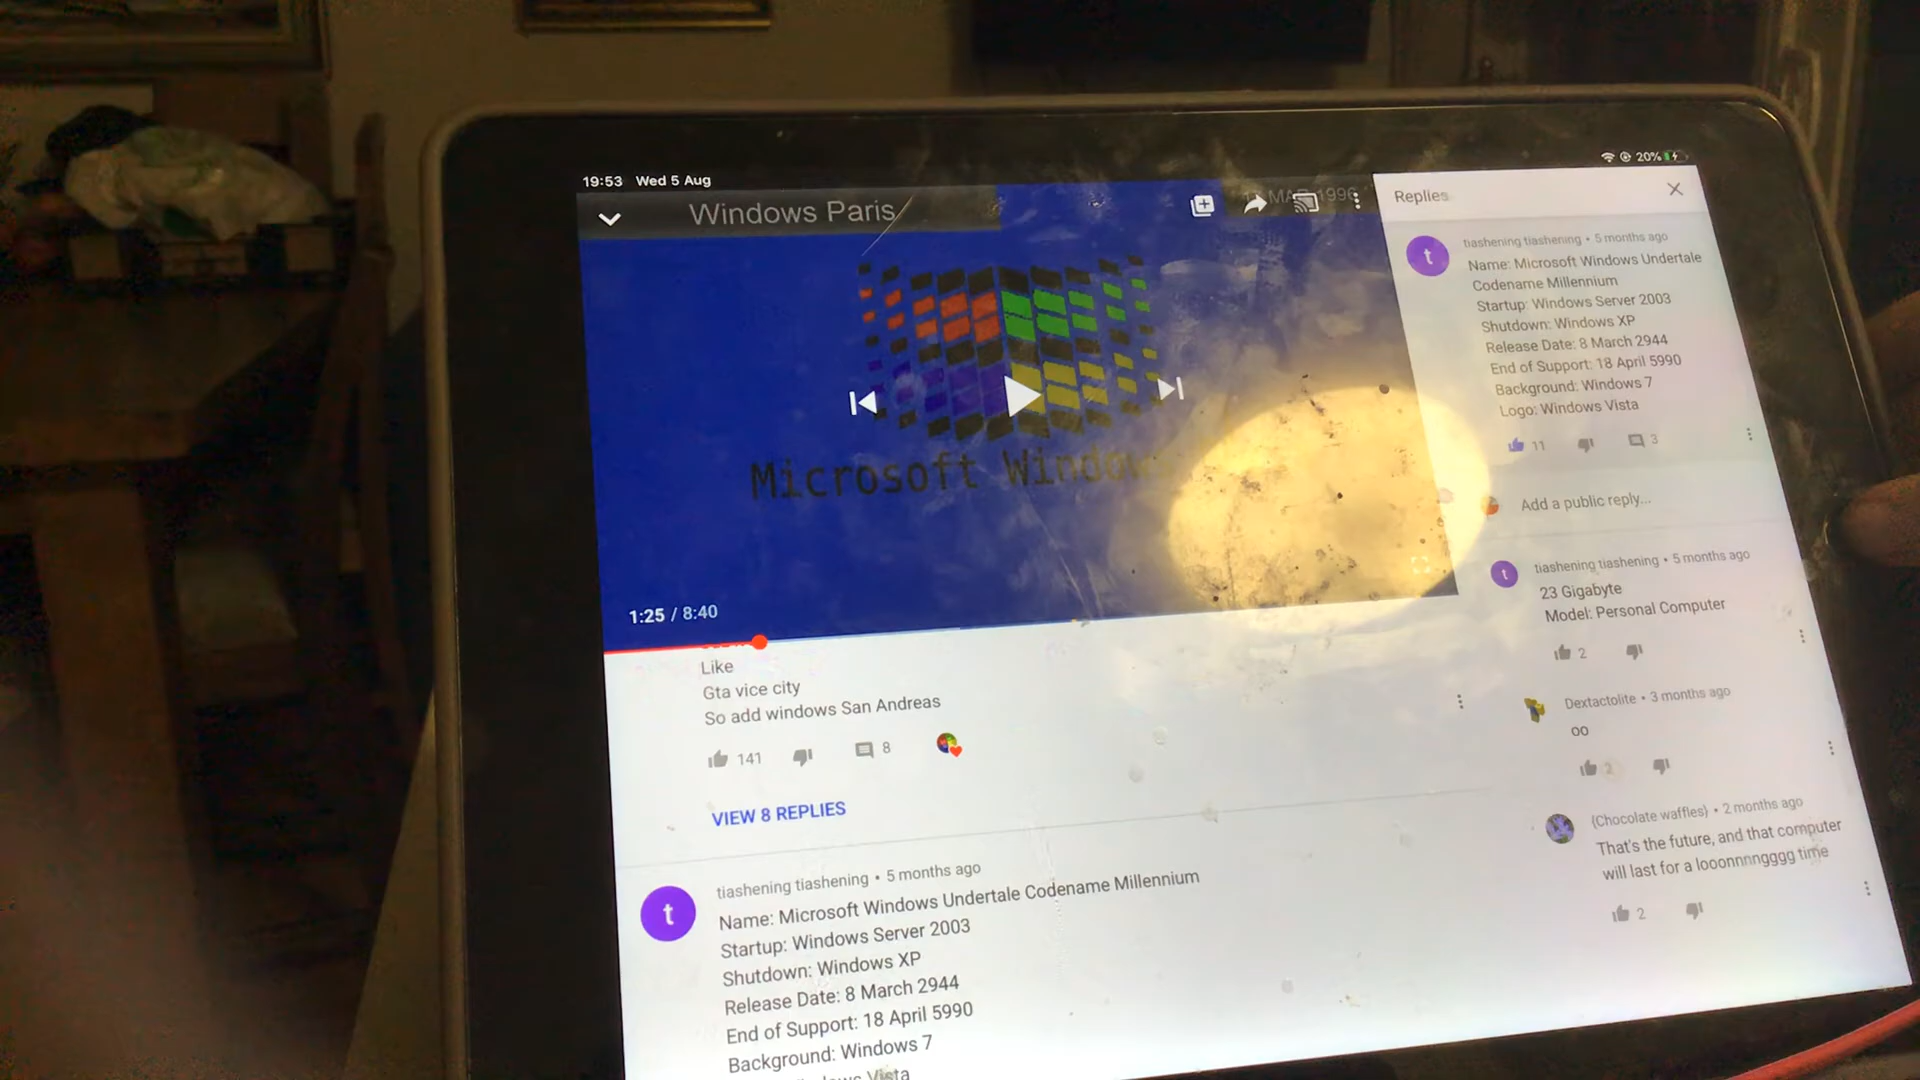 19:53 Wed 5 Aug
20%
Windows Paris
MAR 1996
Microsoft Windows
1:25 / 8:40
Like
Gta vice city
So add windows San Andreas
141
8
VIEW 8 REPLIES
tiashening tiashening • 5 months ago
t
Name: Microsoft Windows Undertale Codename Millennium
Startup: Windows Server 2003
Shutdown: Windows XP
Release Date: 8 March 2944
End of Support: 18 April 5990
Background: Windows 7
Vista
Replies
t
tiashening tiashening • 5 months ago
Name: Microsoft Windows Undertale
Codename Millennium
Startup: Windows Server 2003
Shutdown: Windows XP
Release Date: 8 March 2944
End of Support: 18 April 5990
Background: Windows 7
Logo: Windows Vista
11
3
Add a public reply...
t
tiashening tiashening • 5 months ago
23 Gigabyte
Model: Personal Computer
2
Dextactolite • 3 months ago
oo
2
{Chocolate waffles} • 2 months ago
That's the future, and that computer
will last for a looonnnngggg time
2